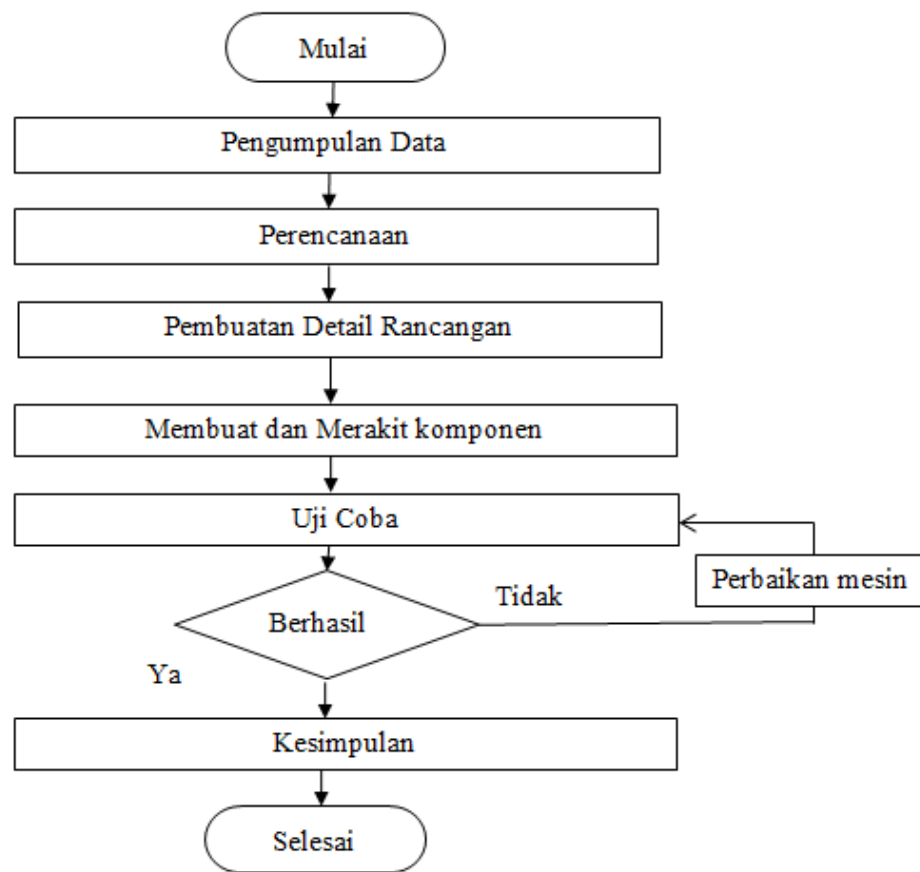 Mulai
Pengumpulan Data
Perencanaan
Pembuatan Detail Rancangan
Membuat dan Merakit komponen
Uji Coba
Perbaikan mesin
Tidak
Berhasil
Ya
Kesimpulan
Selesai